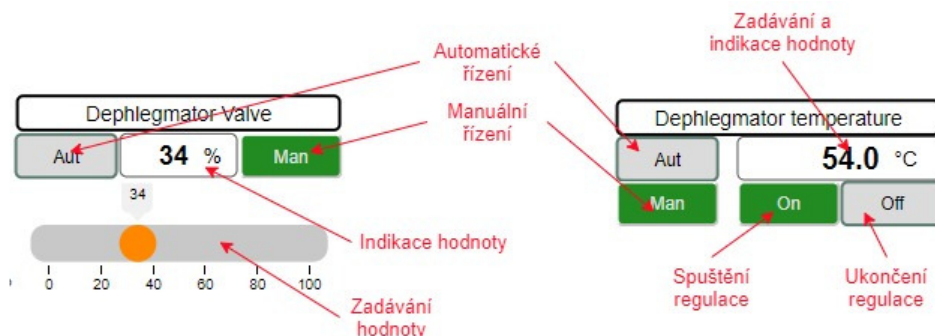 Zadávání a
indikace hodnoty
Automatické
řízení
Dephlegmator Valve
Dephlegmator temperature
Manuální
řízení
Aut
34 %
Man
Aut
54.0 °C
34
Man
On
Off
Indikace hodnoty
0 20 40 60 80 100
Spuštění
regulace
Ukončení
regulace
Zadávání
hodnoty